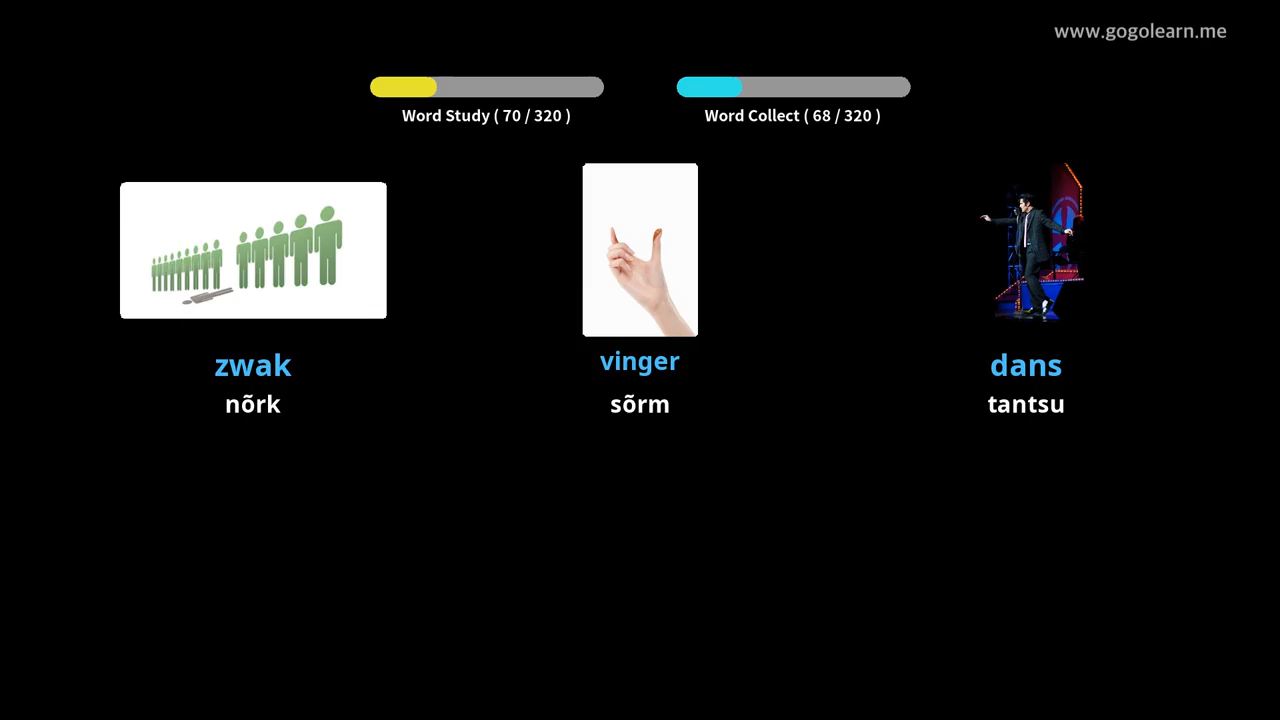 www.gogolearn.me
Word Study ( 70 / 320 )
Word Collect ( 68 / 320 )
zwak
vinger
dans
nõrk
sõrm
tantsu